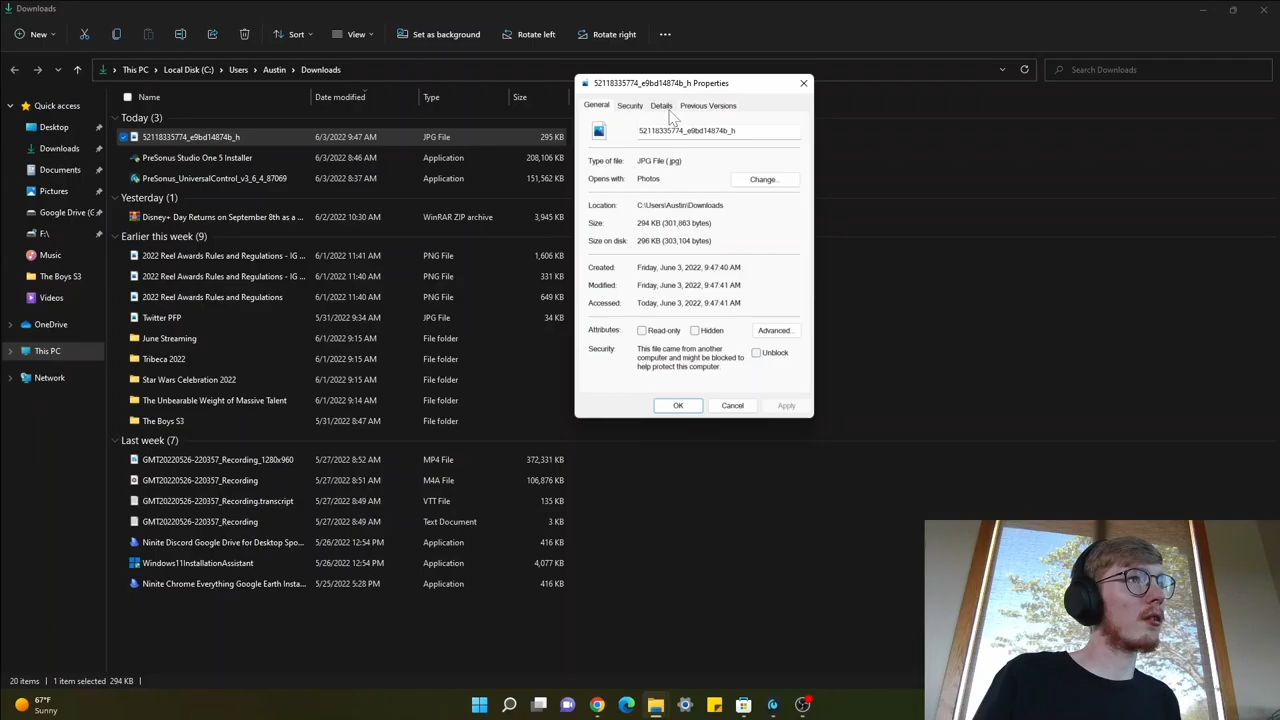 Downloads
New Sort View Set as background Rotate left Rotate right
This PC Local Disk (C:) Users Austin Downloads Search Downloads
Quick access
Desktop
Downloads
Documents
Pictures
Google Drive (G
F:\
Music
The Boys S3
Videos
OneDrive
This PC
Network
Name Date modified Type Size
Today (3)
52118335774_e9bd14874b_h 6/3/2022 9:47 AM JPG File 295 KB
PreSonus Studio One 5 Installer 6/3/2022 8:46 AM Application 208,106 KB
PreSonus_UniversalControl_v3_6_4_87069 6/3/2022 8:37 AM Application 151,562 KB
Yesterday (1)
Disney+ Day Returns on September 8th as a ... 6/2/2022 10:30 AM WinRAR ZIP archive 3,945 KB
Earlier this week (9)
2022 Reel Awards Rules and Regulations - IG ... 6/1/2022 11:41 AM PNG File 1,606 KB
2022 Reel Awards Rules and Regulations - IG ... 6/1/2022 11:40 AM PNG File 331 KB
2022 Reel Awards Rules and Regulations 6/1/2022 11:40 AM PNG File 649 KB
Twitter PFP 5/31/2022 9:34 AM JPG File 34 KB
June Streaming 6/1/2022 9:15 AM File folder
Tribeca 2022 6/1/2022 9:15 AM File folder
Star Wars Celebration 2022 6/1/2022 9:15 AM File folder
The Unbearable Weight of Massive Talent 6/1/2022 9:14 AM File folder
The Boys S3 5/31/2022 8:47 AM File folder
Last week (7)
GMT20220526-220357_Recording_1280x960 5/27/2022 8:52 AM MP4 File 372,331 KB
GMT20220526-220357_Recording 5/27/2022 8:51 AM M4A File 106,876 KB
GMT20220526-220357_Recording.transcript 5/27/2022 8:49 AM VTT File 135 KB
GMT20220526-220357_Recording 5/27/2022 8:49 AM Text Document 3 KB
Ninite Discord Google Drive for Desktop Spo... 5/26/2022 12:54 PM Application 416 KB
Windows11InstallationAssistant 5/26/2022 12:54 PM Application 4,077 KB
Ninite Chrome Everything Google Earth Insta... 5/25/2022 5:28 PM Application 416 KB
52118335774_e9bd14874b_h Properties
General Security Details Previous Versions
52118335774_e9bd14874b_h
Type of file: JPG File (.jpg)
Opens with: Photos Change...
Location: C:\Users\Austin\Downloads
Size: 294 KB (301,863 bytes)
Size on disk: 296 KB (303,104 bytes)
Created: Friday, June 3, 2022, 9:47:40 AM
Modified: Friday, June 3, 2022, 9:47:41 AM
Accessed: Today, June 3, 2022, 9:47:41 AM
Attributes: Read-only Hidden Advanced...
Security: This file came from another
computer and might be blocked to
help protect this computer.
Unblock
OK Cancel Apply
20 items 1 item selected 294 KB
67°F
Sunny